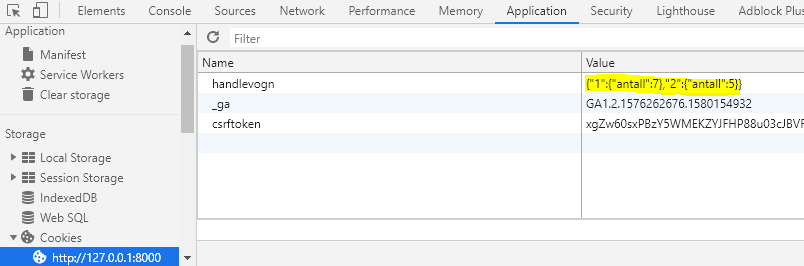 Elements Console Sources Network Performance Memory Application Security Lighthouse Adblock Plus
Application
Manifest
Service Workers
Clear storage
Storage
Local Storage
Session Storage
IndexedDB
Web SQL
Cookies
http://127.0.0.1:8000
Filter
Name Value
handlevogn {"1":{"antall":7},"2":{"antall":5}}
_ga GA1.2.1576262676.1580154932
csrftoken xgZw60sxPBzY5WMEKZYJFHP88u03cJBVF